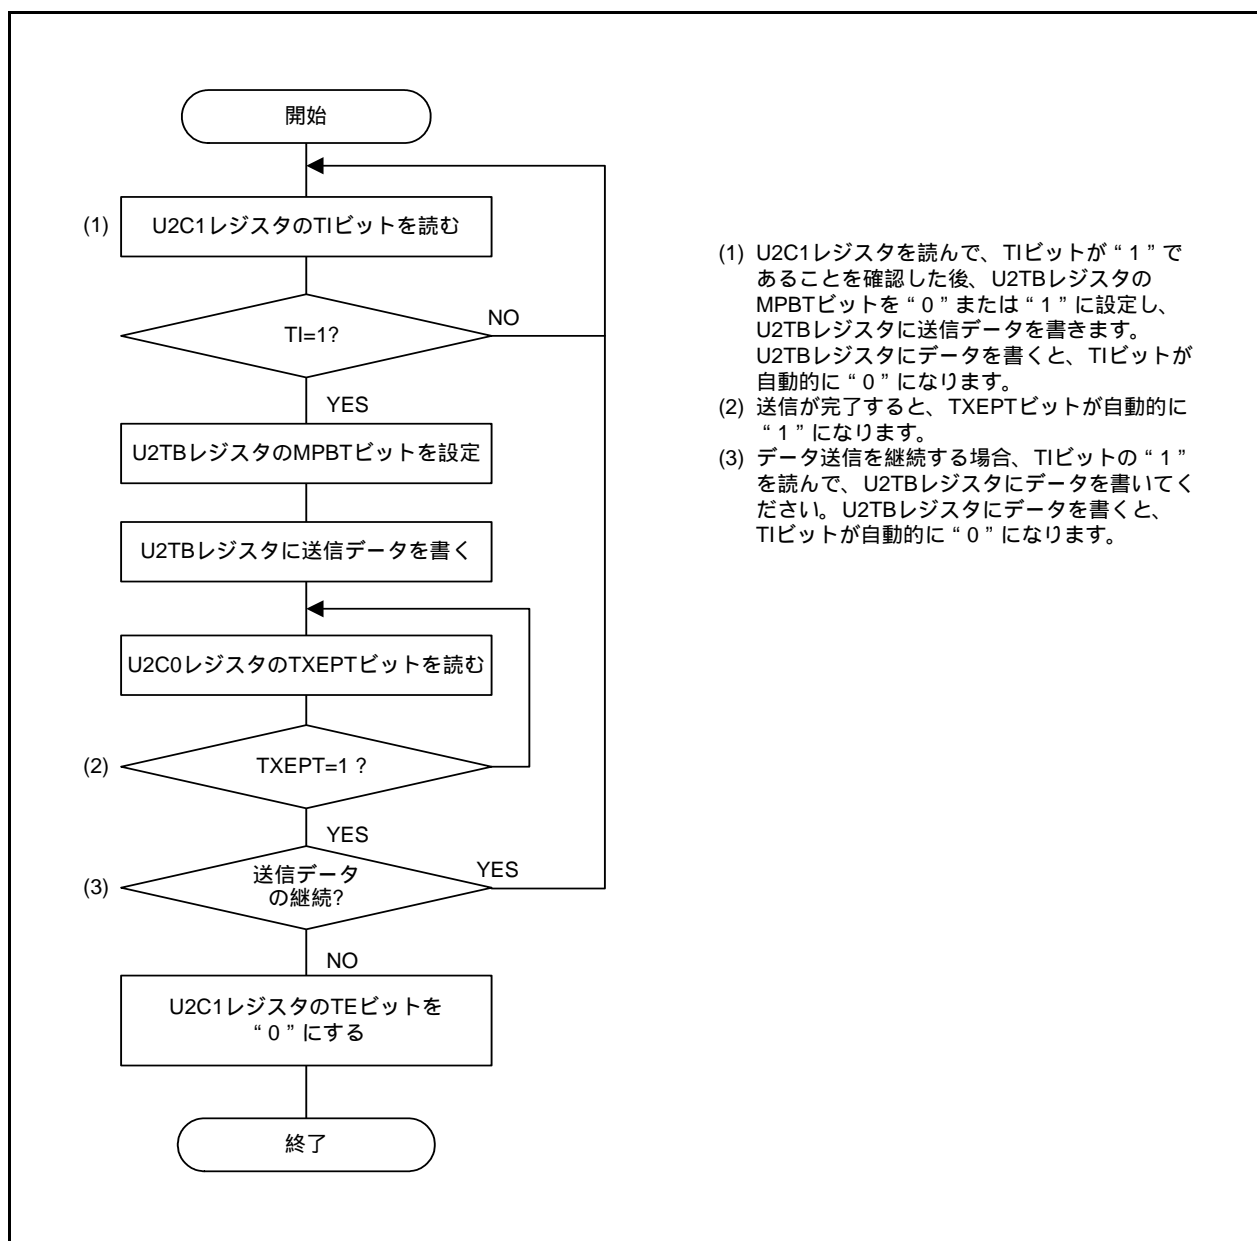 開始
(1)
U2C1レジスタのTIビットを読む
TI=1?
NO
YES
U2TBレジスタのMPBTビットを設定
U2TBレジスタに送信データを書く
U2C0レジスタのTXEPTビットを読む
(2)
TXEPT=1 ?
YES
(3)
送信データ
の継続?
YES
NO
U2C1レジスタのTEビットを
“ 0 ” にする
終了
(1) U2C1レジスタを読んで、TIビットが “ 1 ” で
あることを確認した後、U2TBレジスタの
MPBTビットを “ 0 ” または “ 1 ” に設定し、
U2TBレジスタに送信データを書きます。
U2TBレジスタにデータを書くと、TIビットが
自動的に “ 0 ” になります。
(2) 送信が完了すると、TXEPTビットが自動的に
“ 1 ” になります。
(3) データ送信を継続する場合、TIビットの “ 1 ”
を読んで、U2TBレジスタにデータを書いてく
ださい。U2TBレジスタにデータを書くと、
TIビットが自動的に “ 0 ” になります。